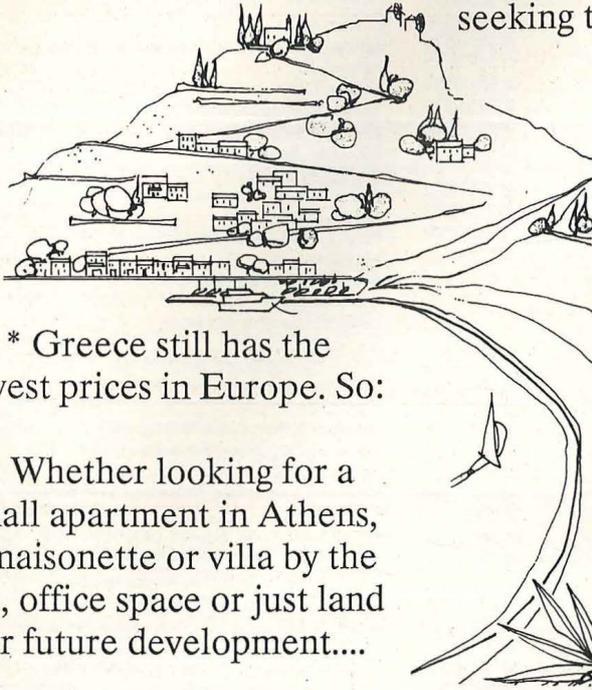 seeking t
* Greece still has the
vest prices in Europe. So:
Whether looking for a
all apartment in Athens,
naisonette or villa by the
, office space or just land
r future development....